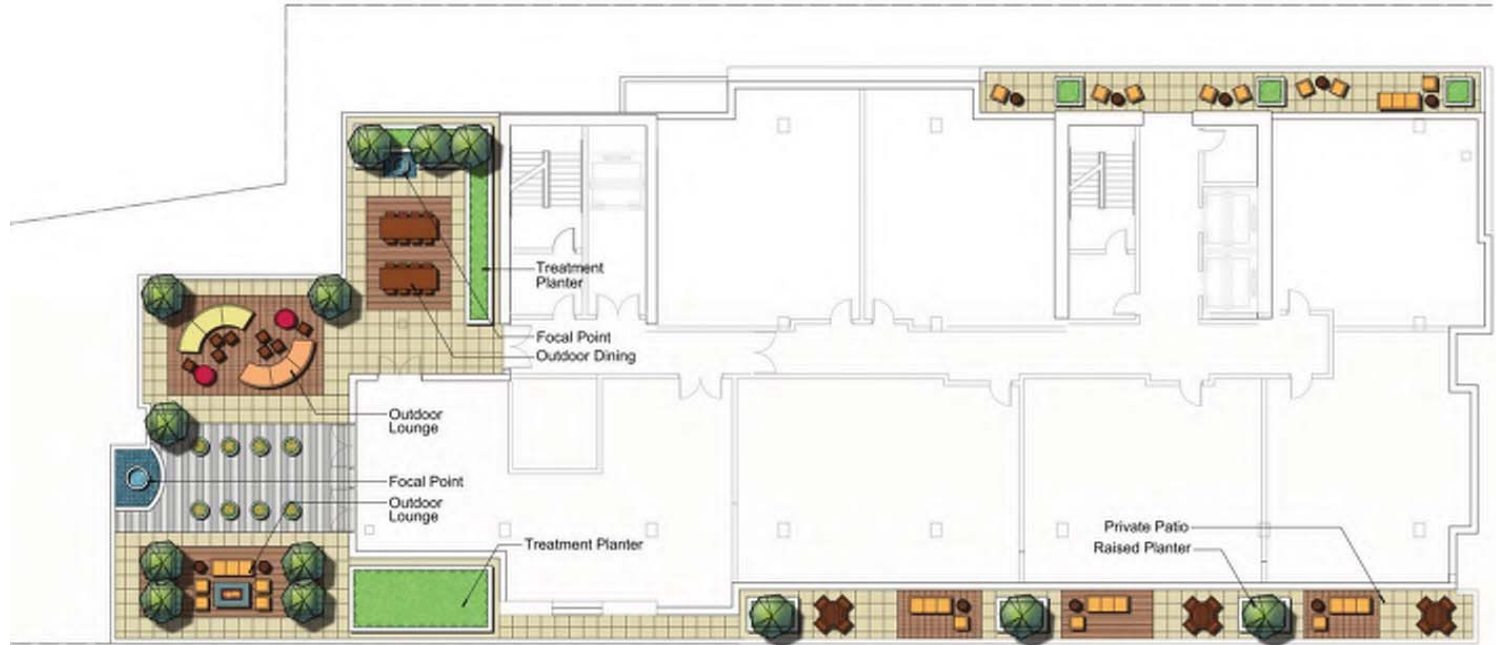 Treatment
Planter
Focal Point
Outdoor Dining
Outdoor
Lounge
Focal Point
Outdoor
Lounge
Treatment Planter
Private Patio
Raised Planter